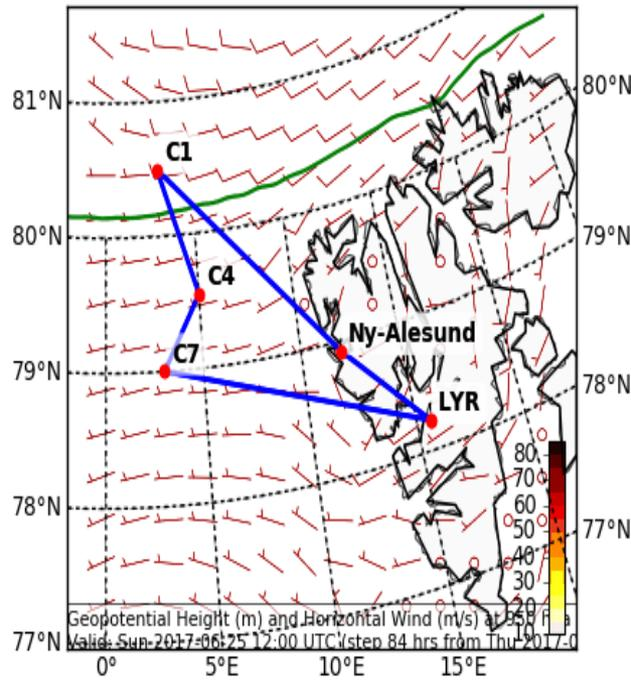 C1
81°N
80°N
80°N
79°N
C4
Ny-Alesund
C7
79°N
78°N
LYR
80
70
60
50
40
30
20
78°N
77°N
Geopotential Height (m) and Horizontal Wind (m/s) at
Valid: Sun 2017-06-25 12:00 UTC (step 84 hrs from Thu 2017-0
77°N
0°
5°E
10°E
15°E